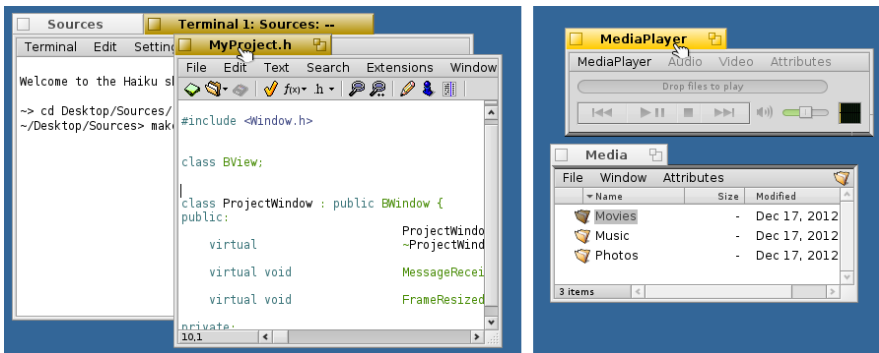 Sources
Terminal 1: Sources: --
Terminal Edit Settin
Welcome to the Haiku s
~> cd Desktop/Sources/
~/Desktop/Sources> mak
MyProject.h
File Edit Text Search Extensions Window
f(x) .h
#include <Window.h>
class BView;
class ProjectWindow : public BWindow {
public:
ProjectWindo
virtual ~ProjectWind
virtual void MessageRecei
virtual void FrameResized
private:
10,1
MediaPlayer
MediaPlayer Audio Video Attributes
Drop files to play
Media
File Window Attributes
Name Size Modified
Movies - Dec 17, 2012
Music - Dec 17, 2012
Photos - Dec 17, 2012
3 items